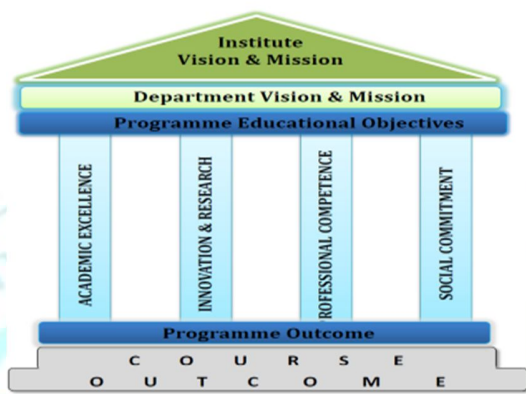 Institute
Vision & Mission
Department Vision & Mission
Programme Educational Objectives
ACADEMIC EXCELLENCE
INNOVATION & RESEARCH
ROFESSIONAL COMPETENCE
SOCIAL COMMITMENT
Programme Outcome
C O U R S E
O U T C O M E